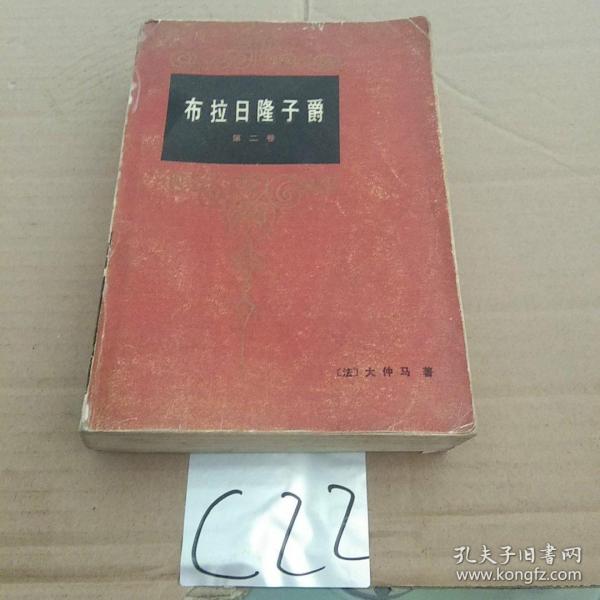 布拉日隆子爵
第二卷
〔法〕大仲马 著
C22
孔夫子旧书网
www.kongfz.com